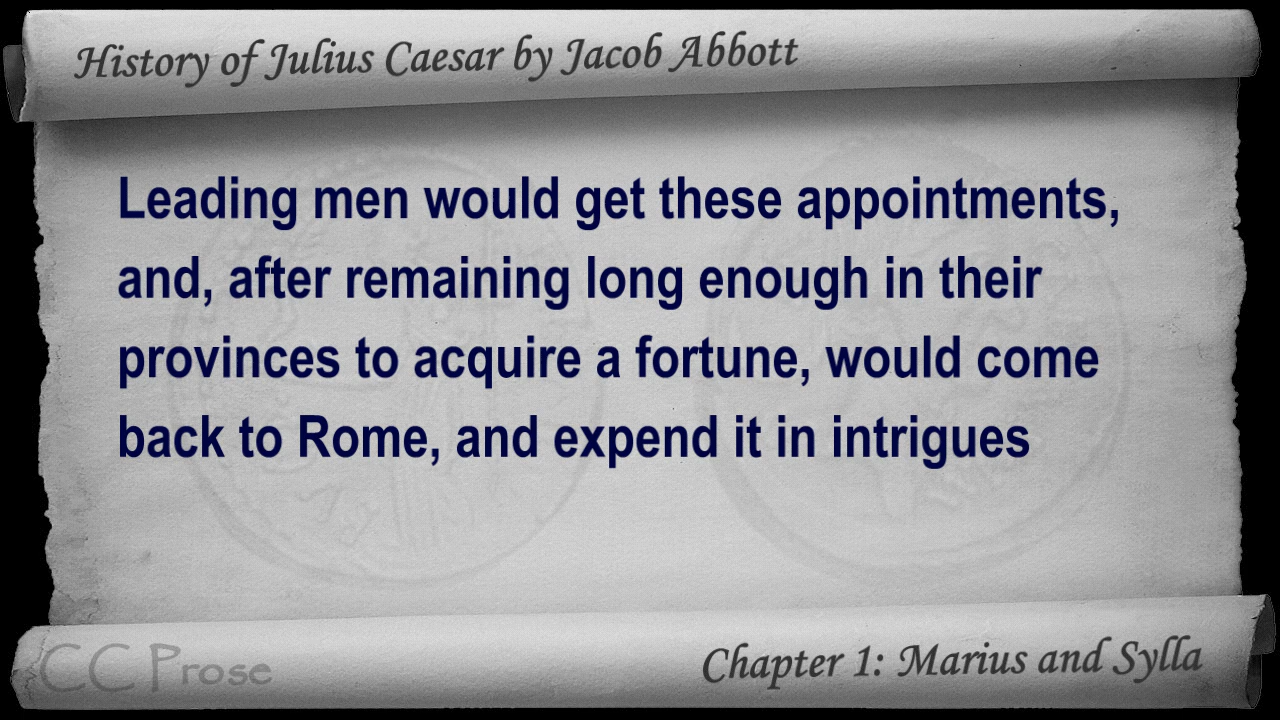 History of Julius Caesar by Jacob Abbott
Leading men would get these appointments,
and, after remaining long enough in their
provinces to acquire a fortune, would come
back to Rome, and expend it in intrigues
CC Prose
Chapter 1: Marius and Sylla